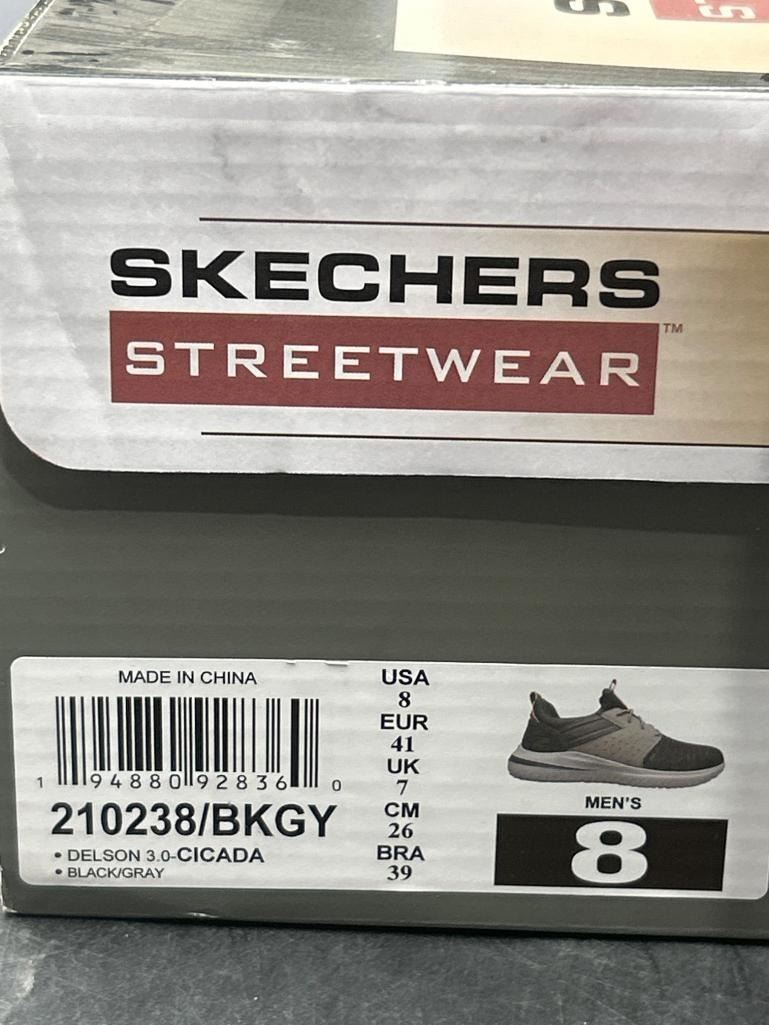 S
S
SKECHERS
STREETWEAR™
MADE IN CHINA
1 94880 92836 0
210238/BKGY
• DELSON 3.0-CICADA
• BLACK/GRAY
USA
8
EUR
41
UK
7
CM
26
BRA
39
MEN'S
8